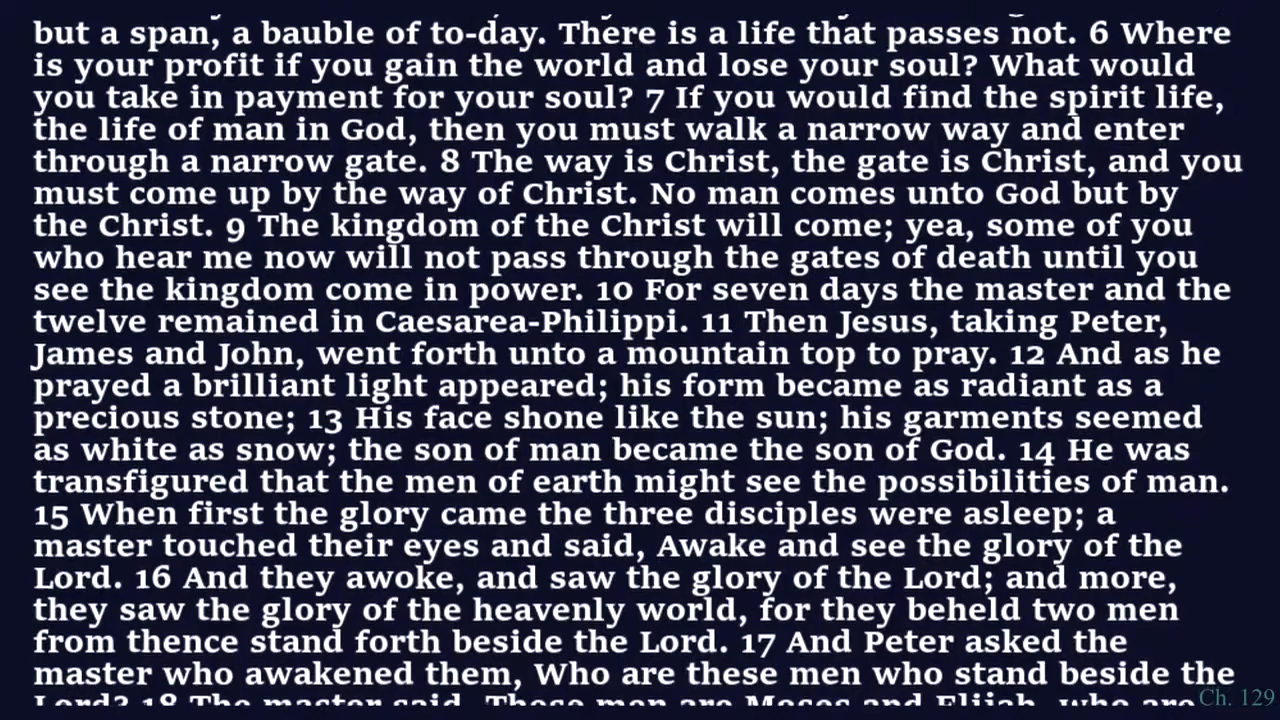 but a span, a bauble of to-day. There is a life that passes not. 6 Where
is your profit if you gain the world and lose your soul? What would
you take in payment for your soul? 7 If you would find the spirit life,
the life of man in God, then you must walk a narrow way and enter
through a narrow gate. 8 The way is Christ, the gate is Christ, and you
must come up by the way of Christ. No man comes unto God but by
the Christ. 9 The kingdom of the Christ will come; yea, some of you
who hear me now will not pass through the gates of death until you
see the kingdom come in power. 10 For seven days the master and the
twelve remained in Caesarea-Philippi. 11 Then Jesus, taking Peter,
James and John, went forth unto a mountain top to pray. 12 And as he
prayed a brilliant light appeared; his form became as radiant as a
precious stone; 13 His face shone like the sun; his garments seemed
as white as snow; the son of man became the son of God. 14 He was
transfigured that the men of earth might see the possibilities of man.
15 When first the glory came the three disciples were asleep; a
master touched their eyes and said, Awake and see the glory of the
Lord. 16 And they awoke, and saw the glory of the Lord; and more,
they saw the glory of the heavenly world, for they beheld two men
from thence stand forth beside the Lord. 17 And Peter asked the
master who awakened them, Who are these men who stand beside the
Lord? 18 The master said, These men are Moses and Elijah, who are
Ch. 129